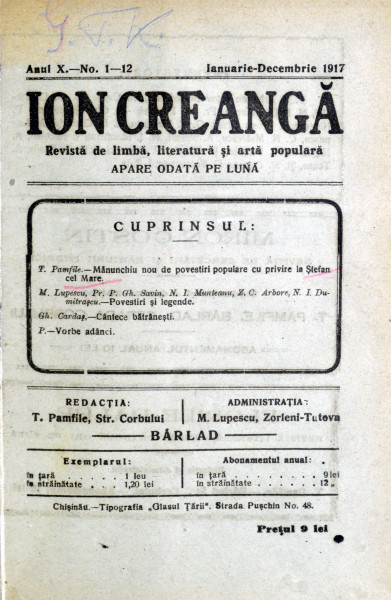 J. F. K.
Anul X.—No. 1—12 Ianuarie-Decembrie 1917
ION CREANGĂ
Revistă de limbă, literatură și artă populară
APARE ODATĂ PE LUNĂ
CUPRINSUL:
T. Pamfile.—Mănunchiu nou de povestiri populare cu privire la Ștefan
cel Mare.
M. Lupescu, Pr. P. Gh. Savin, N. I. Munteanu, Z. C. Arbore, N. I. Du-
mitrașcu.—Povestiri și legende.
Gh. Cardaș.—Cântece bătrânești.
P.—Vorbe adânci.
REDACȚIA:
T. Pamfile, Str. Corbului
ADMINISTRAȚIA:
M. Lupescu, Zorleni-Tutova
BÂRLAD
Exemplarul:
în țară . . . . . 1 leu
în străinătate . . . . 1,20 lei
Abonamentul anual:
în țară . . . . . . . 9 lei
în străinătate . . . . . 12 „
Chișinău.—Tipografia „Glasul Țării". Strada Pușchin No. 48.
Prețul 9 lei